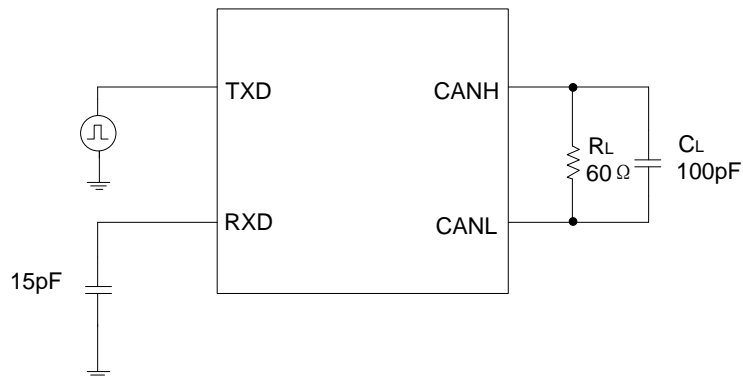 TXD
CANH
RL
60 Ω
CL
100pF
RXD
CANL
15pF